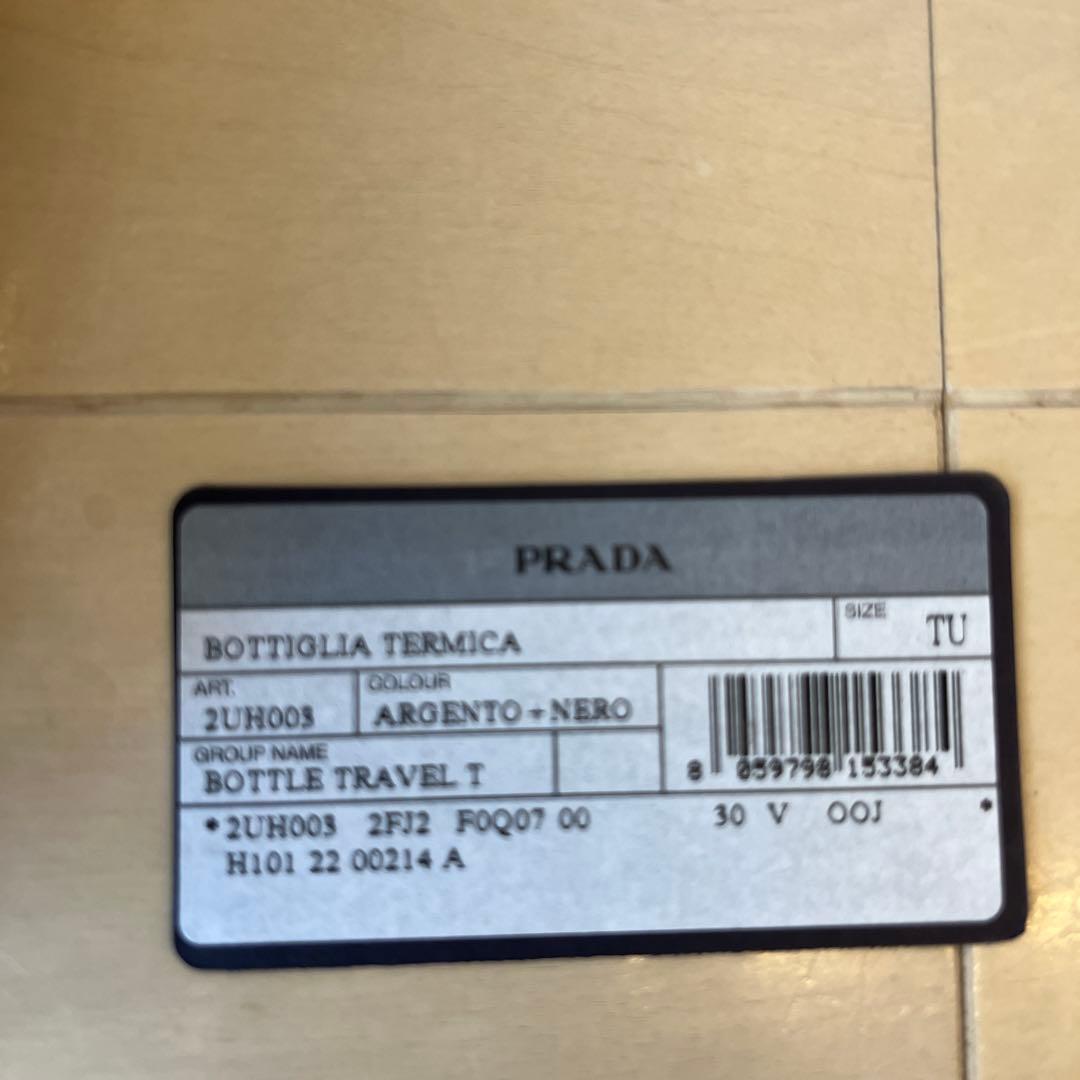 PRADA
BOTTIGLIA TERMICA
SIZE
TU
ART.
2UH003
COLOUR
ARGENTO+NERO
GROUP NAME
BOTTLE TRAVEL T
8 059798 153384
*2UH003 2FJ2 F0Q07 00 30 V OOJ *
H101 22 00214 A